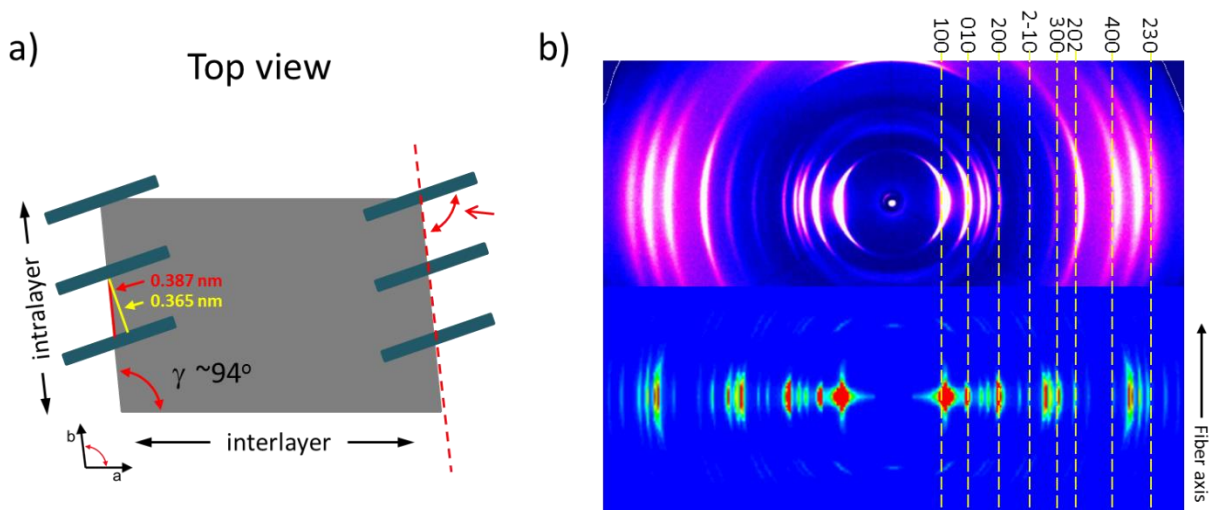 a)
Top view
intralayer
0.387 nm
0.365 nm
γ ~94°
interlayer
b
a
b)
100
010
200
2-10
300
202
400
230
Fiber axis